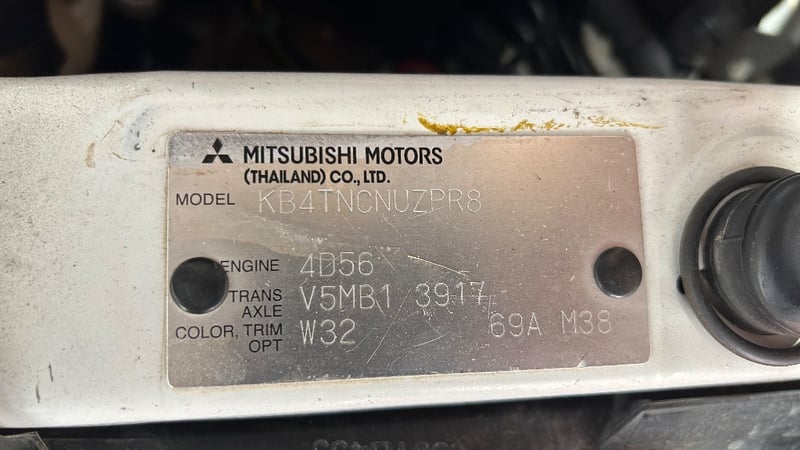 MITSUBISHI MOTORS
(THAILAND) CO., LTD.
MODEL KB4TNCNUZPR8
ENGINE 4D56
TRANS AXLE V5MB1 3917
COLOR, TRIM OPT W32 69A M38